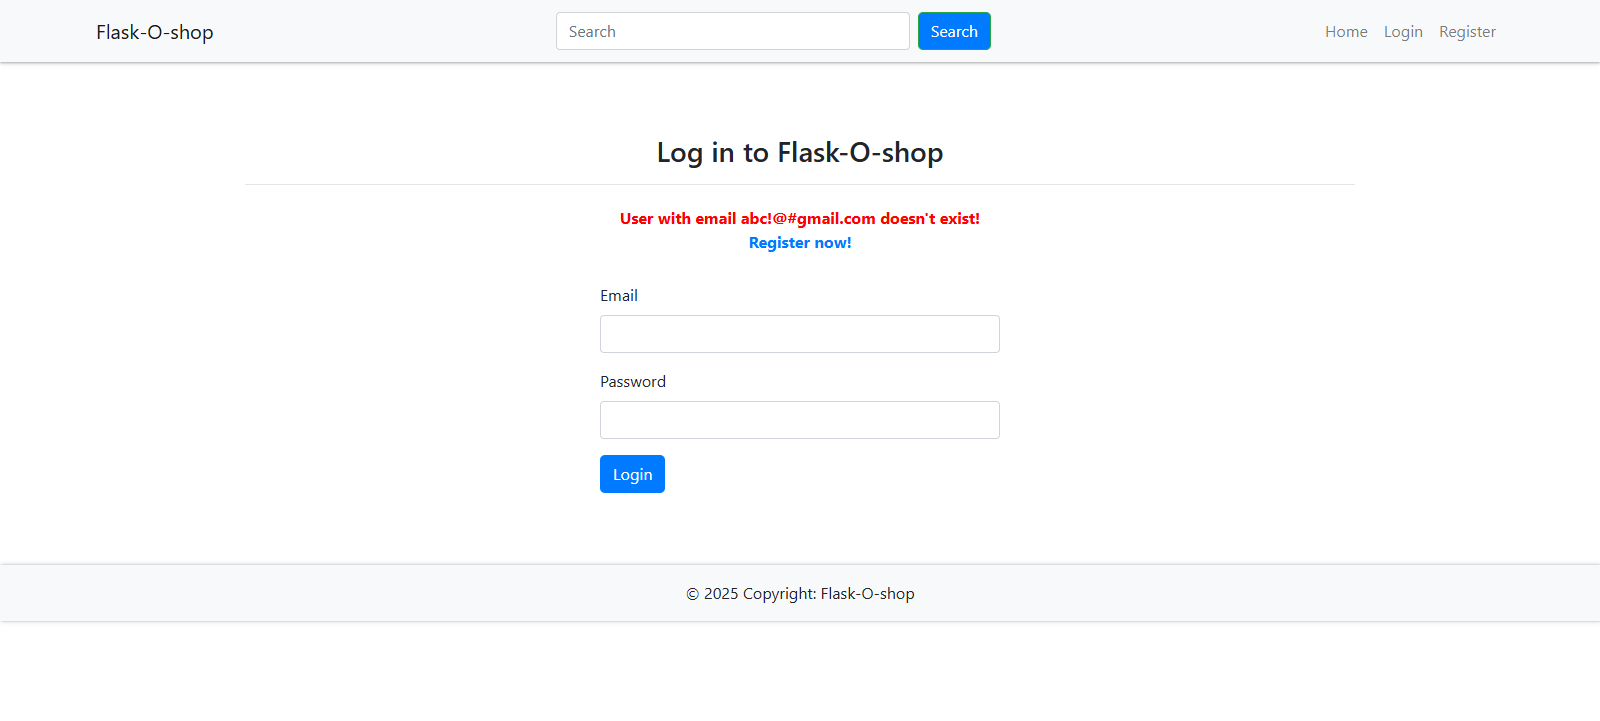 Flask-O-shop
Search
Search
Home
Login
Register
Log in to Flask-O-shop
User with email abc!@#gmail.com doesn't exist!
Register now!
Email
Password
Login
© 2025 Copyright: Flask-O-shop